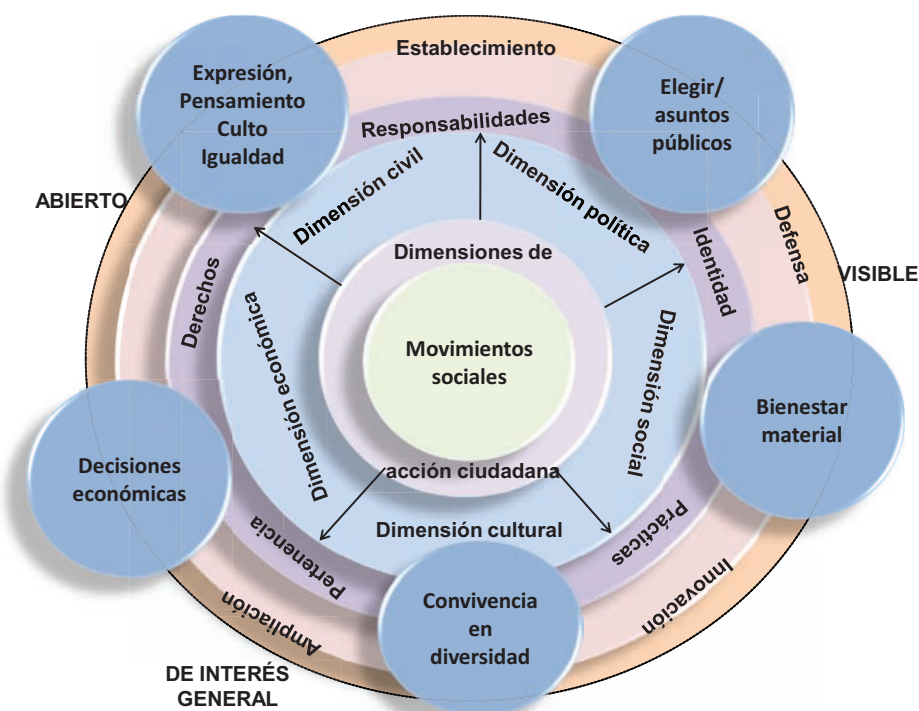 Establecimiento
Expresión,
Pensamiento
Culto
Igualdad
Elegir/
asuntos
públicos
Responsabilidades
Dimensión civil
Dimensión política
ABIERTO
Defensa
VISIBLE
Derechos
Identidad
Dimensiones de
Movimientos
sociales
acción ciudadana
Dimensión económica
Dimensión social
Bienestar
material
Decisiones
económicas
Dimensión cultural
Pertenencia
Prácticas
Convivencia
en
diversidad
Ampliación
Innovación
DE INTERÉS
GENERAL